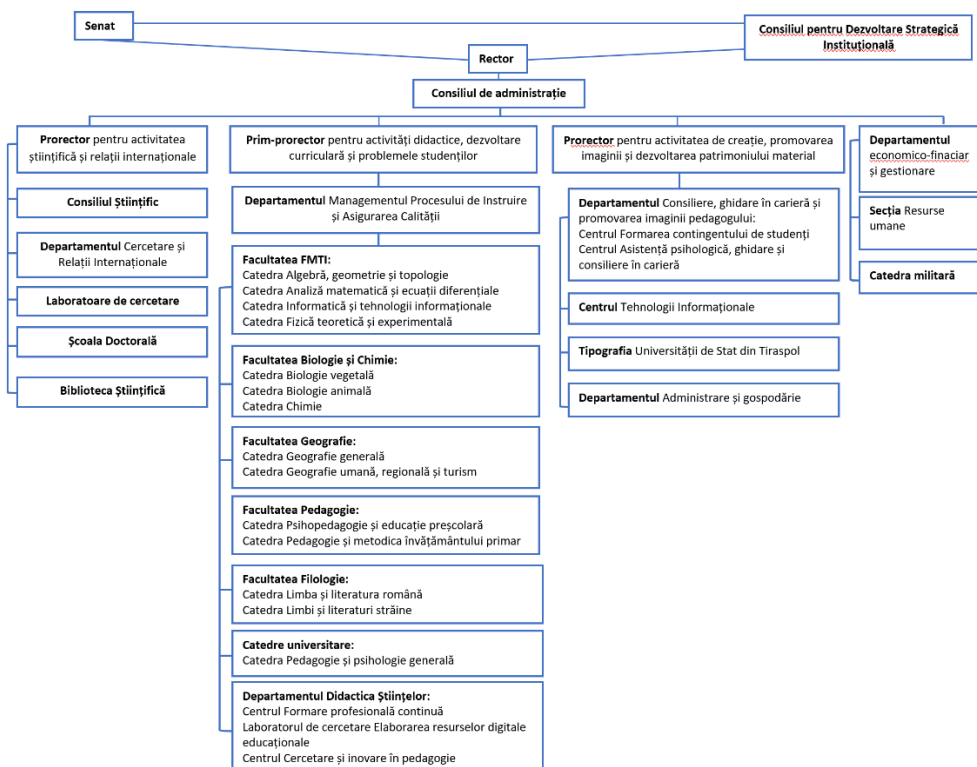 Senat
Consiliul pentru Dezvoltare Strategică
Instituțională
Rector
Consiliul de administrație
Prorector pentru activitatea
științifică și relații internaționale
Consiliul Științific
Departamentul Cercetare și
Relații Internaționale
Laboratoare de cercetare
Școala Doctorală
Biblioteca Științifică
Prim-prorector pentru activități didactice, dezvoltare
curriculară și problemele studenților
Departamentul Managementul Procesului de Instruire
și Asigurarea Calității
Facultatea FMTI:
Catedra Algebră, geometrie și topologie
Catedra Analiză matematică și ecuații diferențiale
Catedra Informatică și tehnologii informaționale
Catedra Fizică teoretică și experimentală
Facultatea Biologie și Chimie:
Catedra Biologie vegetală
Catedra Biologie animală
Catedra Chimie
Facultatea Geografie:
Catedra Geografie generală
Catedra Geografie umană, regională și turism
Facultatea Pedagogie:
Catedra Psihopedagogie și educație preșcolară
Catedra Pedagogie și metodica învățământului primar
Facultatea Filologie:
Catedra Limba și literatura română
Catedra Limbi și literaturi străine
Catedre universitare:
Catedra Pedagogie și psihologie generală
Departamentul Didactica Științelor:
Centrul Formare profesională continuă
Laboratorul de cercetare Elaborarea resurselor digitale
educaționale
Centrul Cercetare și inovare în pedagogie
Prorector pentru activitatea de creație, promovarea
imaginii și dezvoltarea patrimoniului material
Departamentul Consiliere, ghidare în carieră și
promovarea imaginii pedagogului:
Centrul Formarea contingentului de studenți
Centrul Asistență psihologică, ghidare și
consiliere în carieră
Centrul Tehnologii Informaționale
Tipografia Universității de Stat din Tiraspol
Departamentul Administrare și gospodărie
Departamentul
economico-finaciar
și gestionare
Secția Resurse
umane
Catedra militară